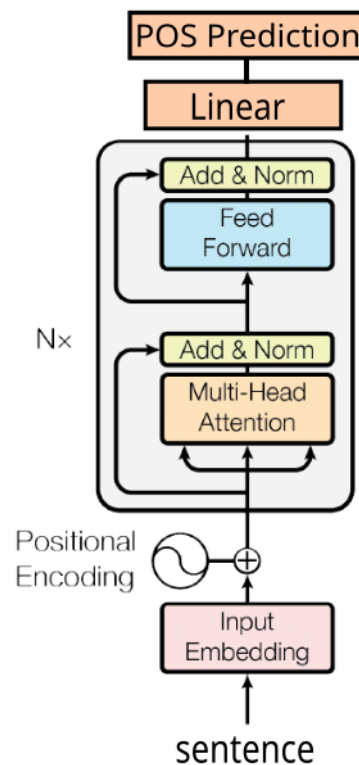 POS Prediction
Linear
Add & Norm
Feed
Forward
N×
Add & Norm
Multi-Head
Attention
Positional
Encoding
Input
Embedding
sentence